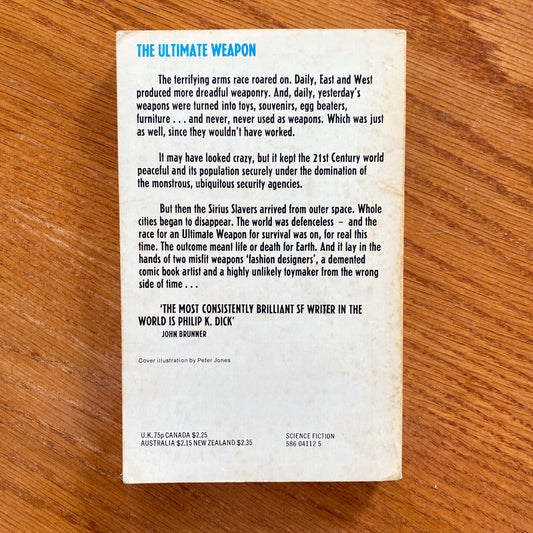 THE ULTIMATE WEAPON
The terrifying arms race roared on. Daily, East and West
produced more dreadful weaponry. And, daily, yesterday's
weapons were turned into toys, souvenirs, egg beaters,
furniture . . . and never, never used as weapons. Which was just
as well, since they wouldn't have worked.
It may have looked crazy, but it kept the 21st Century world
peaceful and its population securely under the domination of
the monstrous, ubiquitous security agencies.
But then the Sirius Slavers arrived from outer space. Whole
cities began to disappear. The world was defenceless – and the
race for an Ultimate Weapon for survival was on, for real this
time. The outcome meant life or death for Earth. And it lay in the
hands of two misfit weapons 'fashion designers', a demented
comic book artist and a highly unlikely toymaker from the wrong
side of time . . .
'THE MOST CONSISTENTLY BRILLIANT SF WRITER IN THE
WORLD IS PHILIP K. DICK'
JOHN BRUNNER
Cover illustration by Peter Jones
U.K. 75p CANADA $2.25
AUSTRALIA $2.15 NEW ZEALAND $2.35
SCIENCE FICTION
586 04112 5